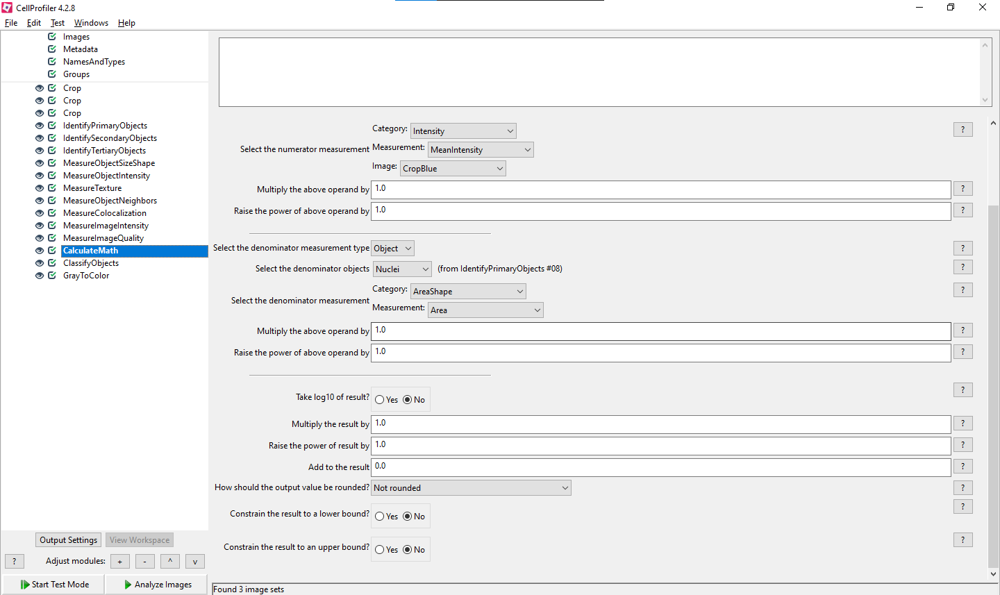 CellProfiler 4.2.8
File Edit Test Windows Help
Images
Metadata
NamesAndTypes
Groups
Crop
Crop
Crop
IdentifyPrimaryObjects
IdentifySecondaryObjects
IdentifyTertiaryObjects
MeasureObjectSizeShape
MeasureObjectIntensity
MeasureTexture
MeasureObjectNeighbors
MeasureColocalization
MeasureImageIntensity
MeasureImageQuality
CalculateMath
ClassifyObjects
GrayToColor
Output Settings View Workspace
? Adjust modules: + - ^ v
Start Test Mode Analyze Images
Category: Intensity ?
Select the numerator measurement Measurement: MeanIntensity
Image: CropBlue
Multiply the above operand by 1.0 ?
Raise the power of above operand by 1.0 ?
Select the denominator measurement type Object ?
Select the denominator objects Nuclei (from IdentifyPrimaryObjects #08) ?
Category: AreaShape ?
Select the denominator measurement
Measurement: Area
Multiply the above operand by 1.0 ?
Raise the power of above operand by 1.0 ?
Take log10 of result? Yes No ?
Multiply the result by 1.0 ?
Raise the power of result by 1.0 ?
Add to the result 0.0 ?
How should the output value be rounded? Not rounded ?
Constrain the result to a lower bound? Yes No ?
Constrain the result to an upper bound? Yes No ?
Found 3 image sets